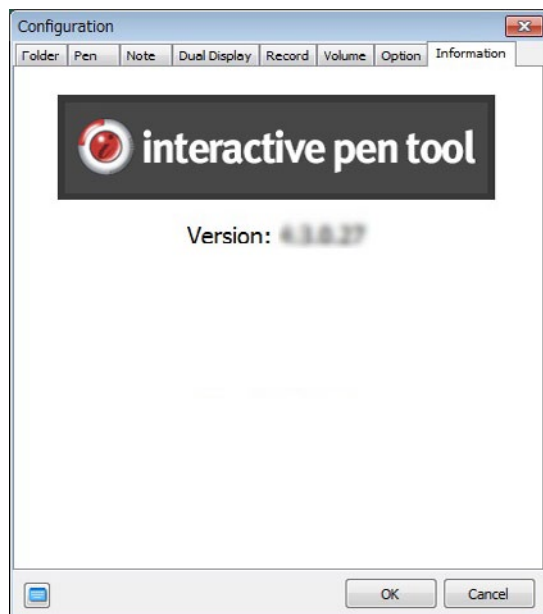 Configuration
Folder Pen Note Dual Display Record Volume Option Information
interactive pen tool
Version:
OK Cancel